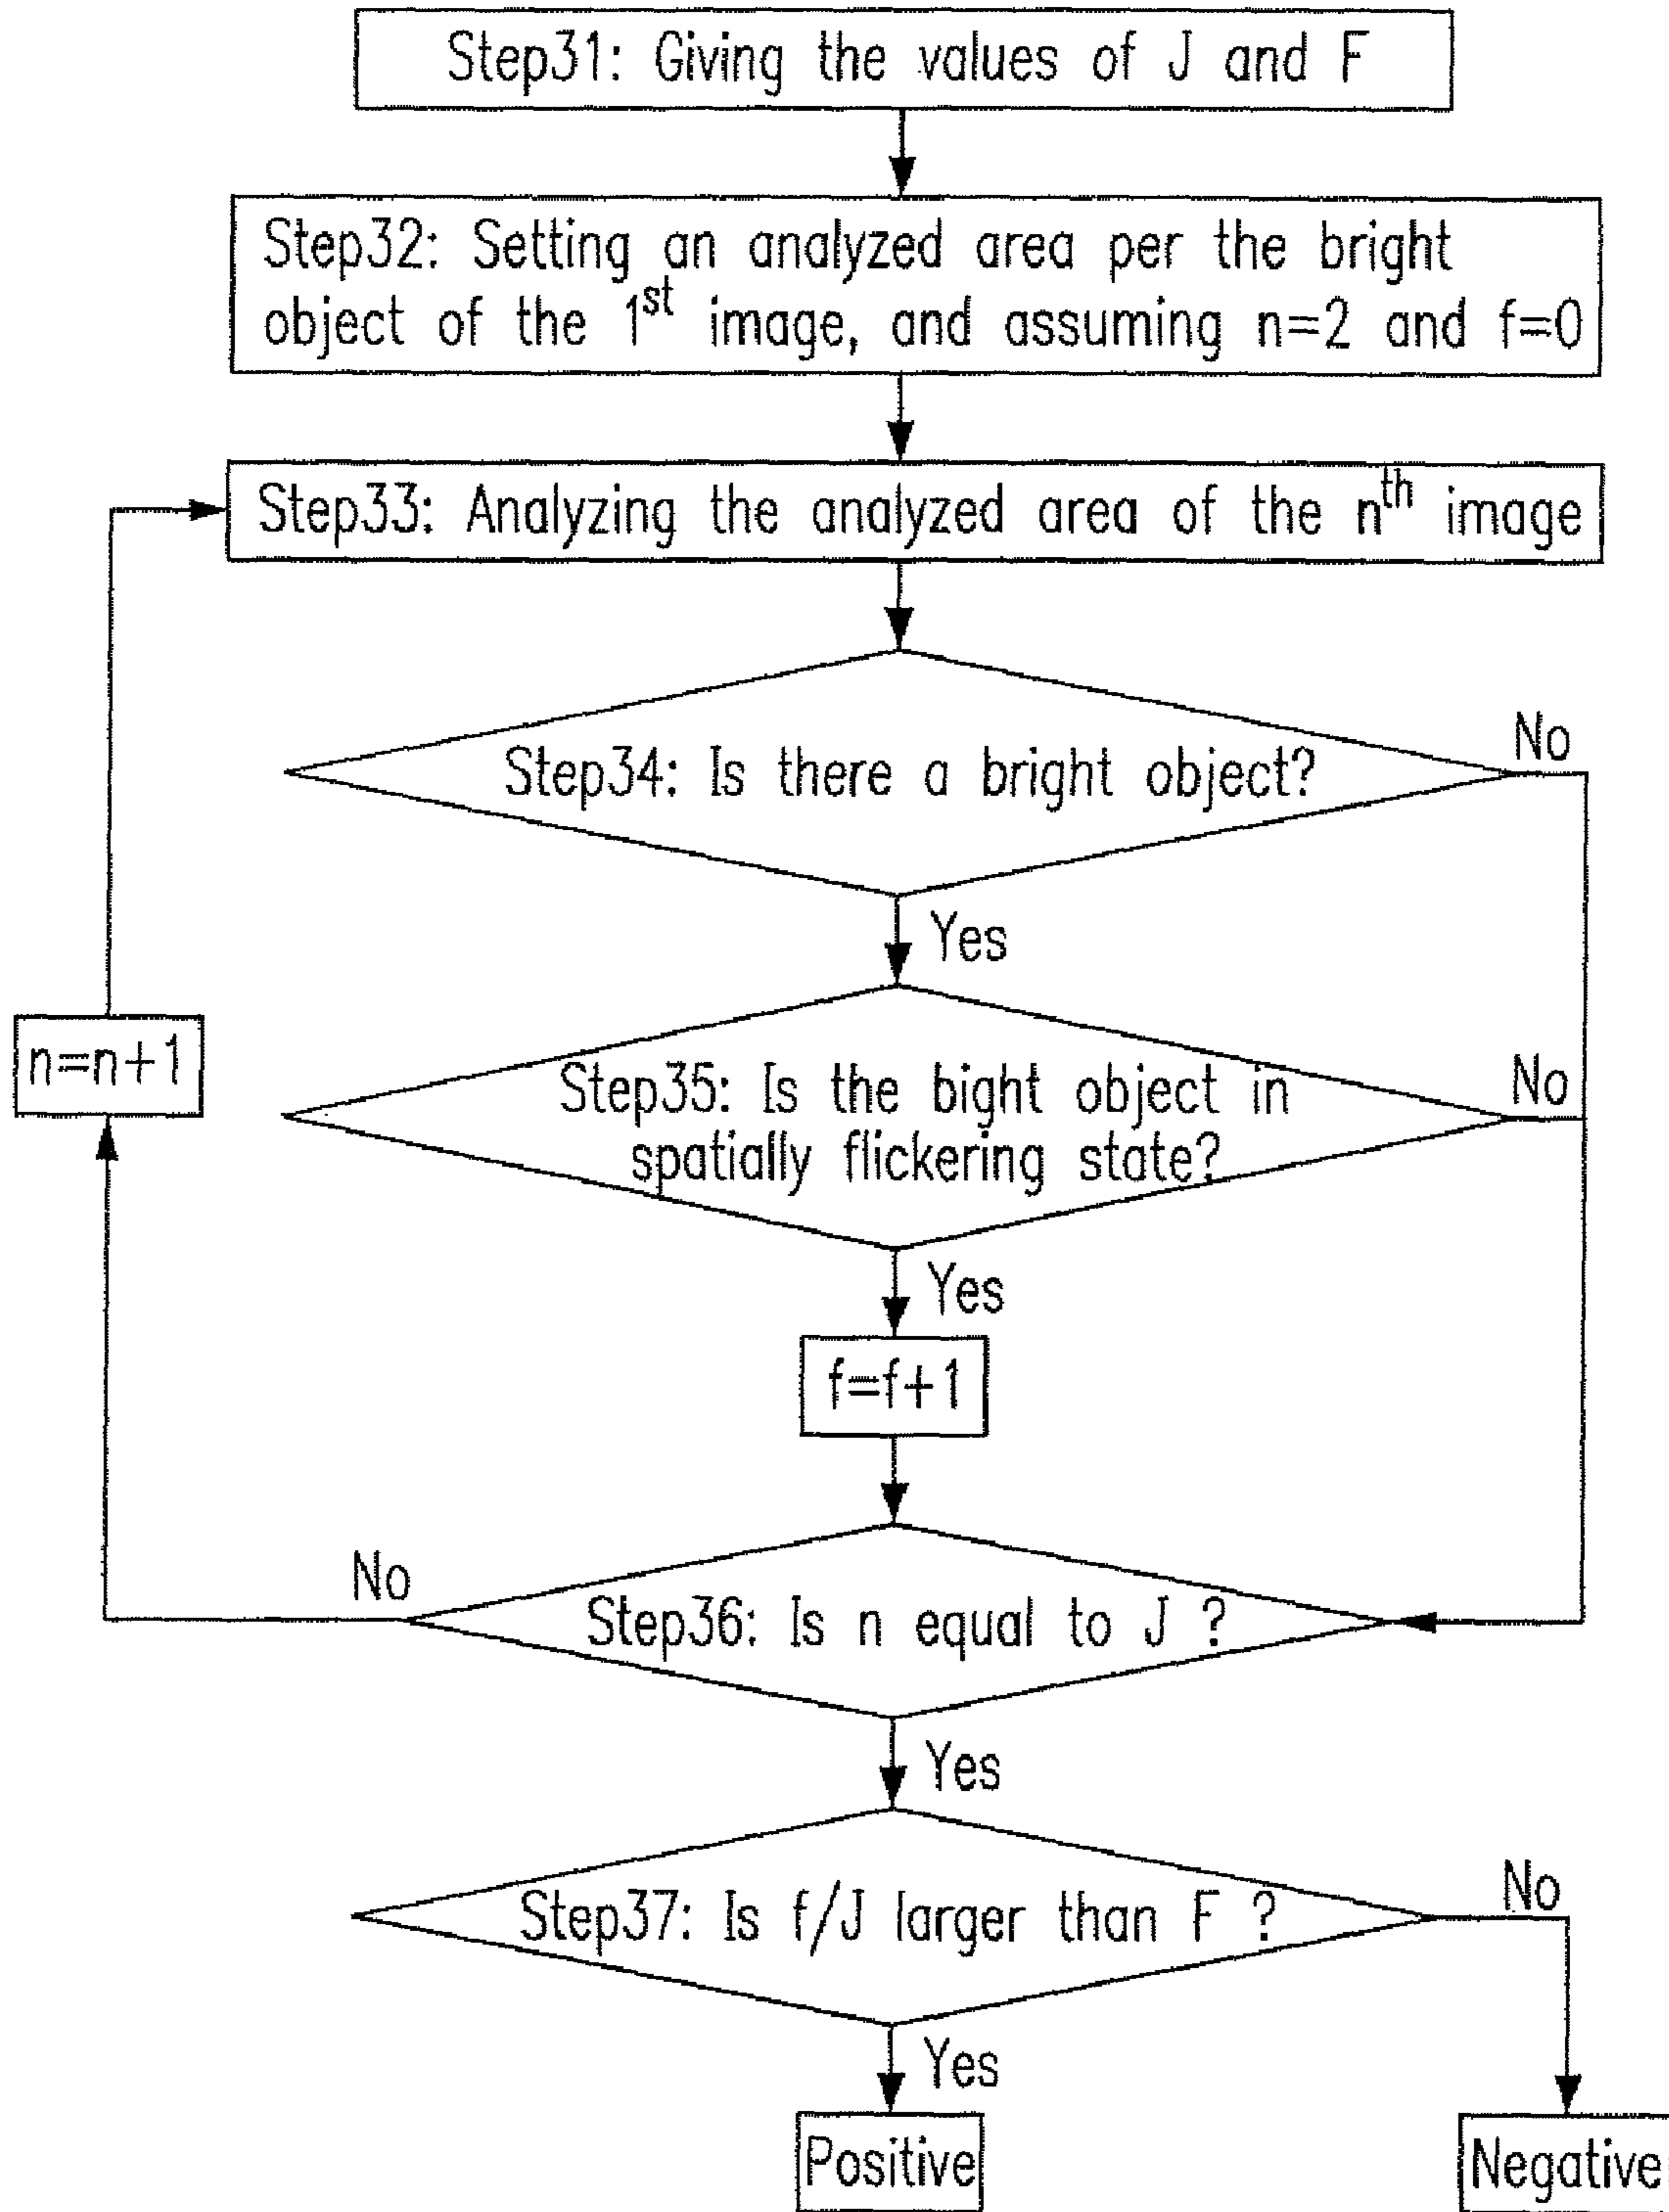 Step31: Giving the values of J and F
Step32: Setting an analyzed area per the bright
object of the 1st image, and assuming n=2 and f=0
Step33: Analyzing the analyzed area of the nth image
Step34: Is there a bright object?
No
Yes
n=n+1
Step35: Is the bight object in
spatially flickering state?
No
Yes
f=f+1
No
Step36: Is n equal to J ?
Yes
Step37: Is f/J larger than F ?
No
Yes
Positive
Negative